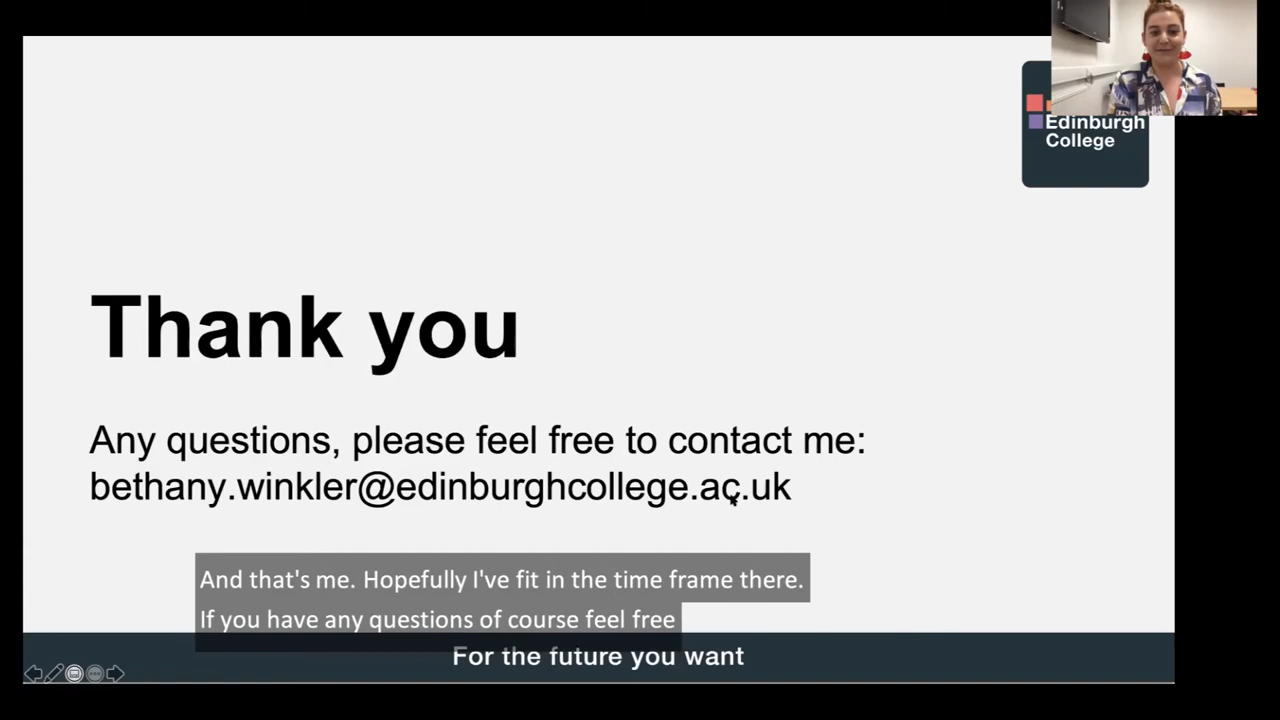 Edinburgh
College
Thank you
Any questions, please feel free to contact me:
bethany.winkler@edinburghcollege.ac.uk
And that's me. Hopefully I've fit in the time frame there.
If you have any questions of course feel free
For the future you want